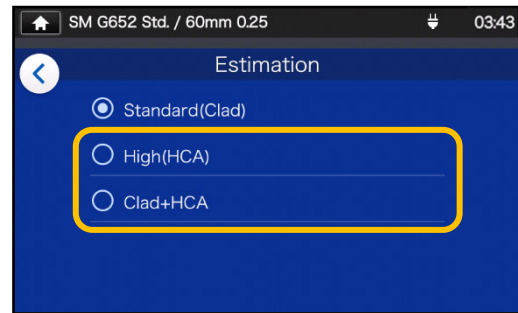 SM G652 Std. / 60mm 0.25 03:43
Estimation
Standard(Clad)
High(HCA)
Clad+HCA